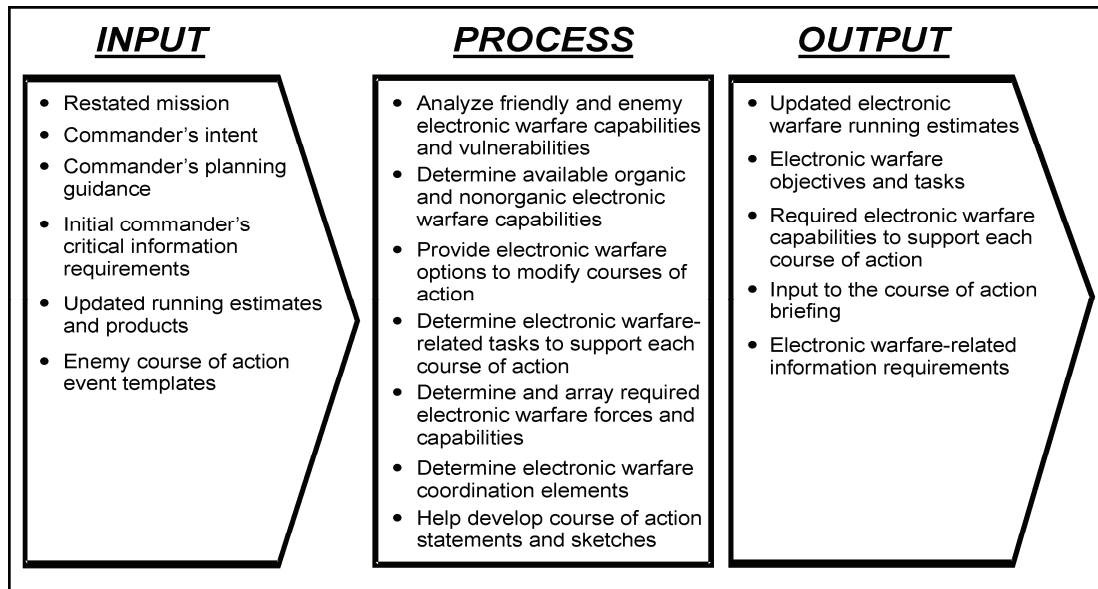 INPUT
• Restated mission
• Commander's intent
• Commander's planning
guidance
• Initial commander's
critical information
requirements
• Updated running estimates
and products
• Enemy course of action
event templates
PROCESS
• Analyze friendly and enemy
electronic warfare capabilities
and vulnerabilities
• Determine available organic
and nonorganic electronic
warfare capabilities
• Provide electronic warfare
options to modify courses of
action
• Determine electronic warfare-
related tasks to support each
course of action
• Determine and array required
electronic warfare forces and
capabilities
• Determine electronic warfare
coordination elements
• Help develop course of action
statements and sketches
OUTPUT
• Updated electronic
warfare running estimates
• Electronic warfare
objectives and tasks
• Required electronic warfare
capabilities to support each
course of action
• Input to the course of action
briefing
• Electronic warfare-related
information requirements